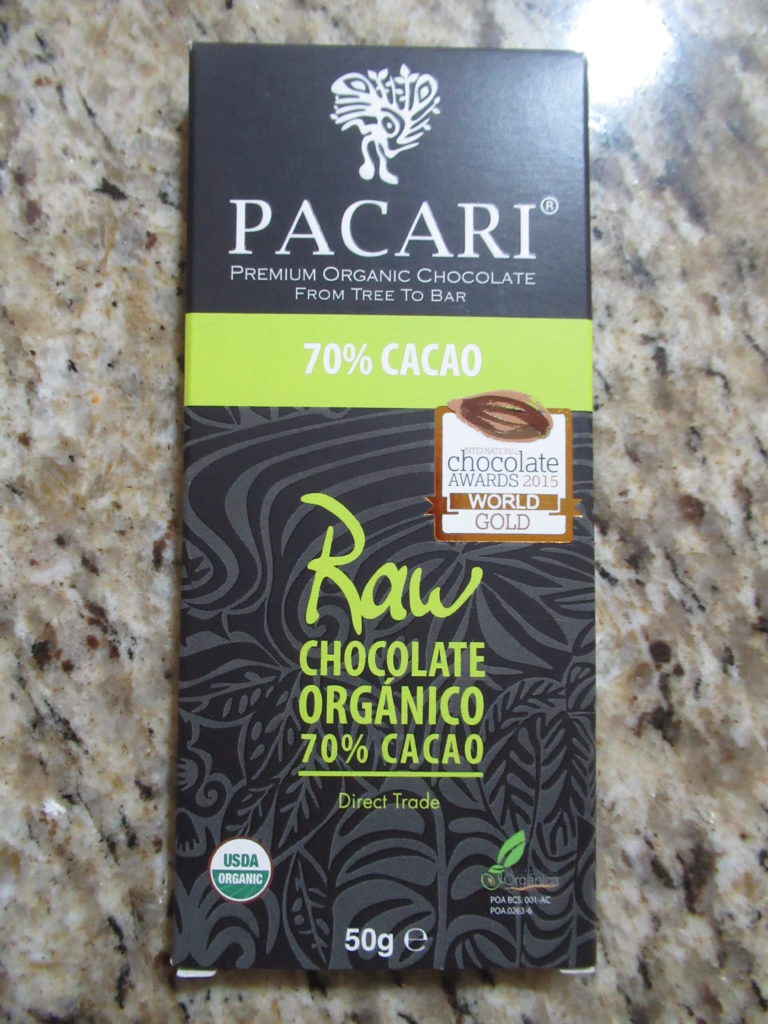 PACARI®
PREMIUM ORGANIC CHOCOLATE
FROM TREE TO BAR
70% CACAO
INTERNATIONAL
chocolate
AWARDS 2015
WORLD
GOLD
Raw
CHOCOLATE
ORGÁNICO
70% CACAO
Direct Trade
USDA
ORGANIC
Orgánica
POA BCS: 001-AC
POA.0263-6
50g ℮